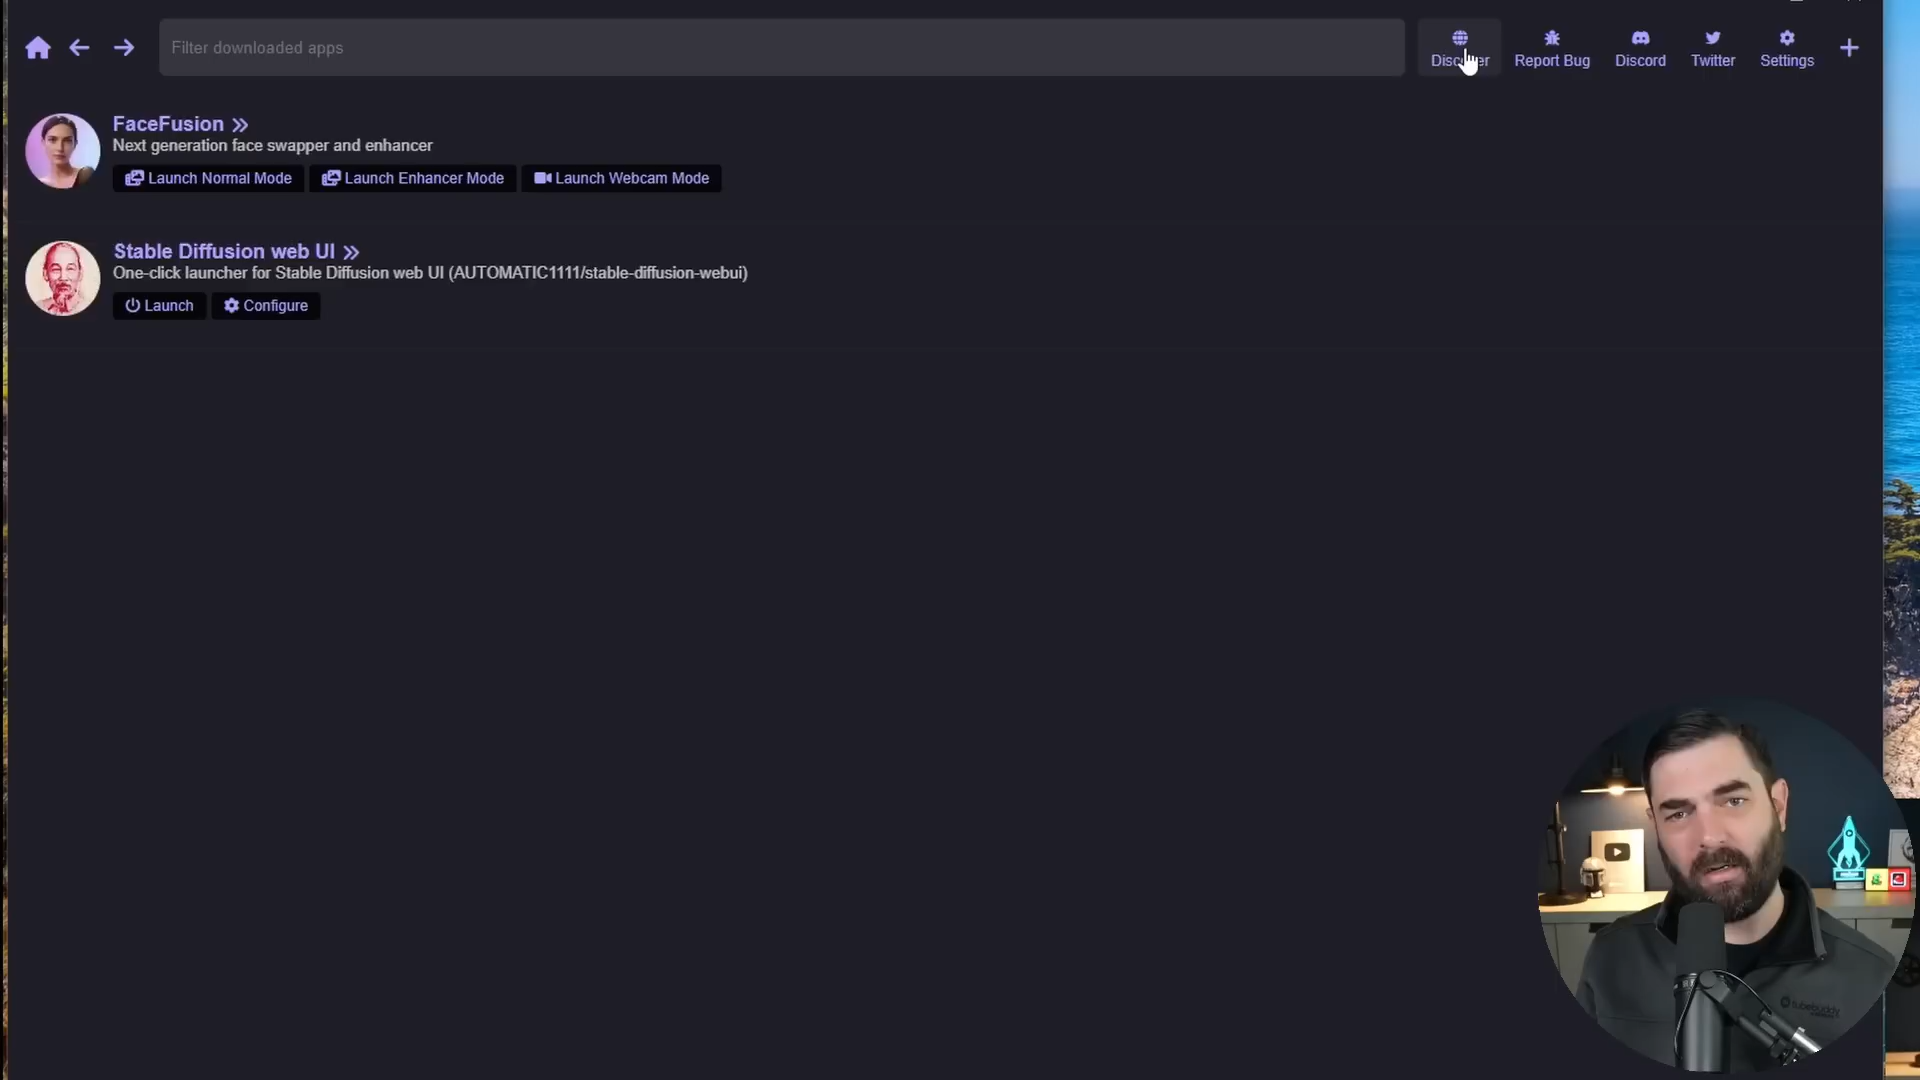 Filter downloaded apps
Discover
Report Bug
Discord
Twitter
Settings
FaceFusion
Next generation face swapper and enhancer
Launch Normal Mode
Launch Enhancer Mode
Launch Webcam Mode
Stable Diffusion web UI
One-click launcher for Stable Diffusion web UI (AUTOMATIC1111/stable-diffusion-webui)
Launch
Configure
tubebuddy